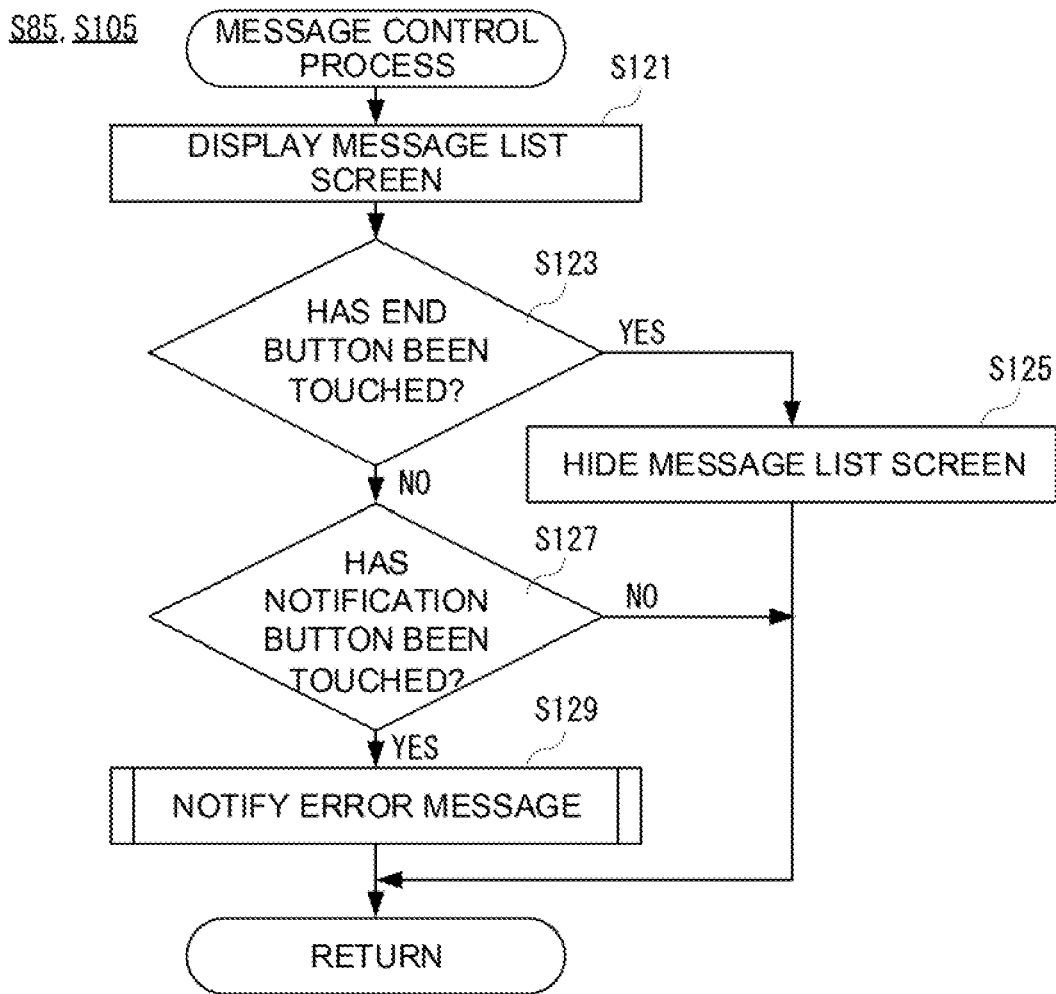 S85, S105
MESSAGE CONTROL
PROCESS
S121
DISPLAY MESSAGE LIST
SCREEN
S123
HAS END
BUTTON BEEN
TOUCHED?
YES
S125
HIDE MESSAGE LIST SCREEN
NO
S127
HAS
NOTIFICATION
BUTTON BEEN
TOUCHED?
NO
S129
YES
NOTIFY ERROR MESSAGE
RETURN